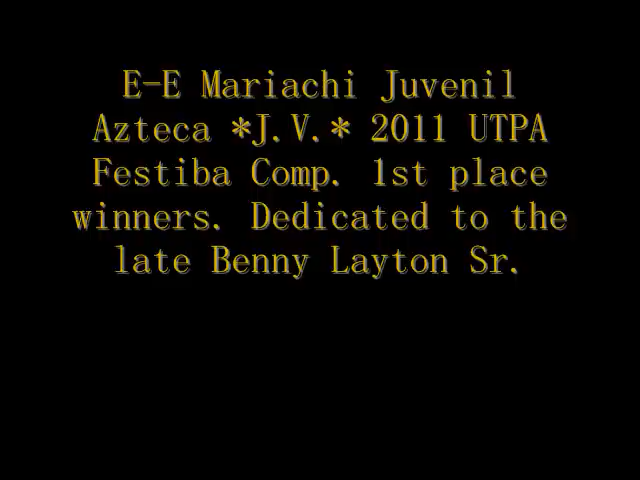 E-E Mariachi Juvenil
Azteca *J.V.* 2011 UTPA
Festiba Comp. 1st place
winners. Dedicated to the
late Benny Layton Sr.